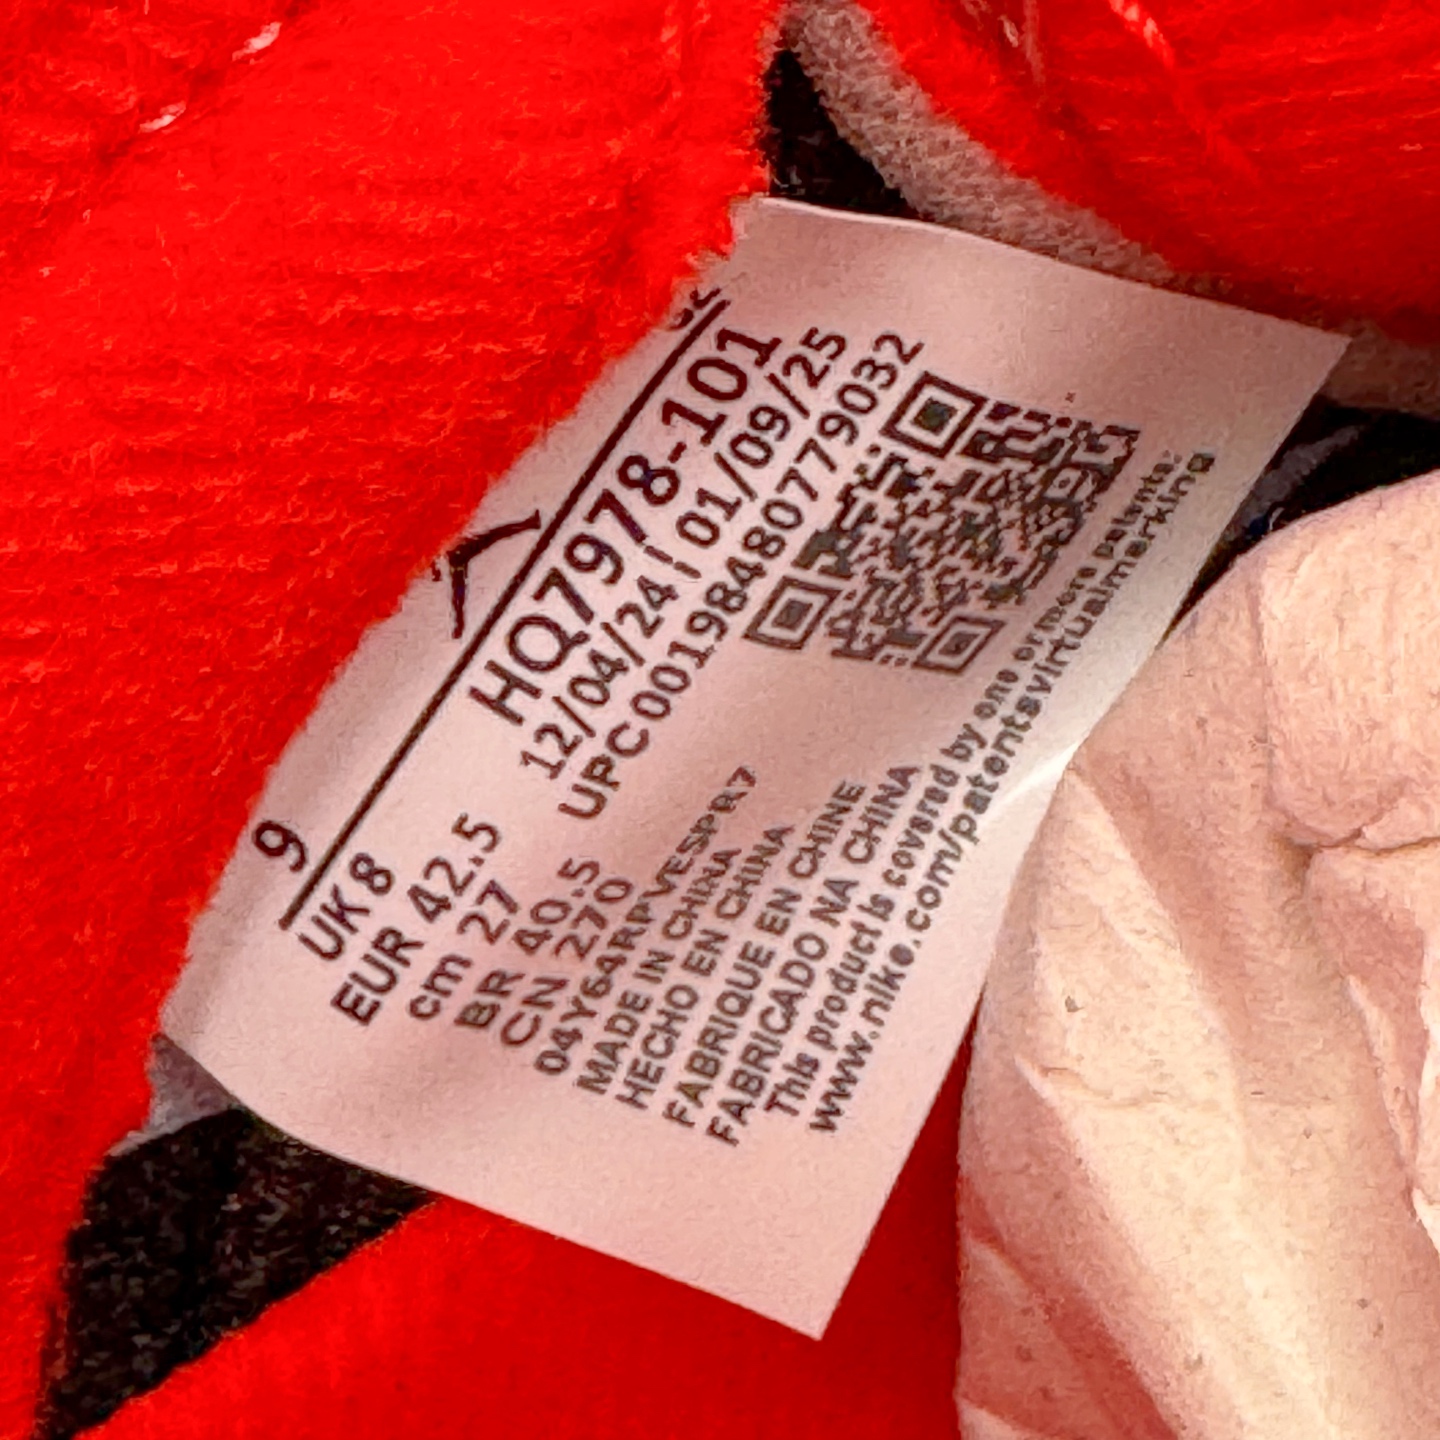 9
UK 8
EUR 42.5
cm 27
BR 40.5
CN 270
HQ7978-101
12/04/24 | 01/09/25
UPC00198480779032
04Y64RPVESPR7
MADE IN CHINA
HECHO EN CHINA
FABRIQUE EN CHINE
FABRICADO NA CHINA
This product is covered by one or more patents:
www.nike.com/patentsvirtualmarking